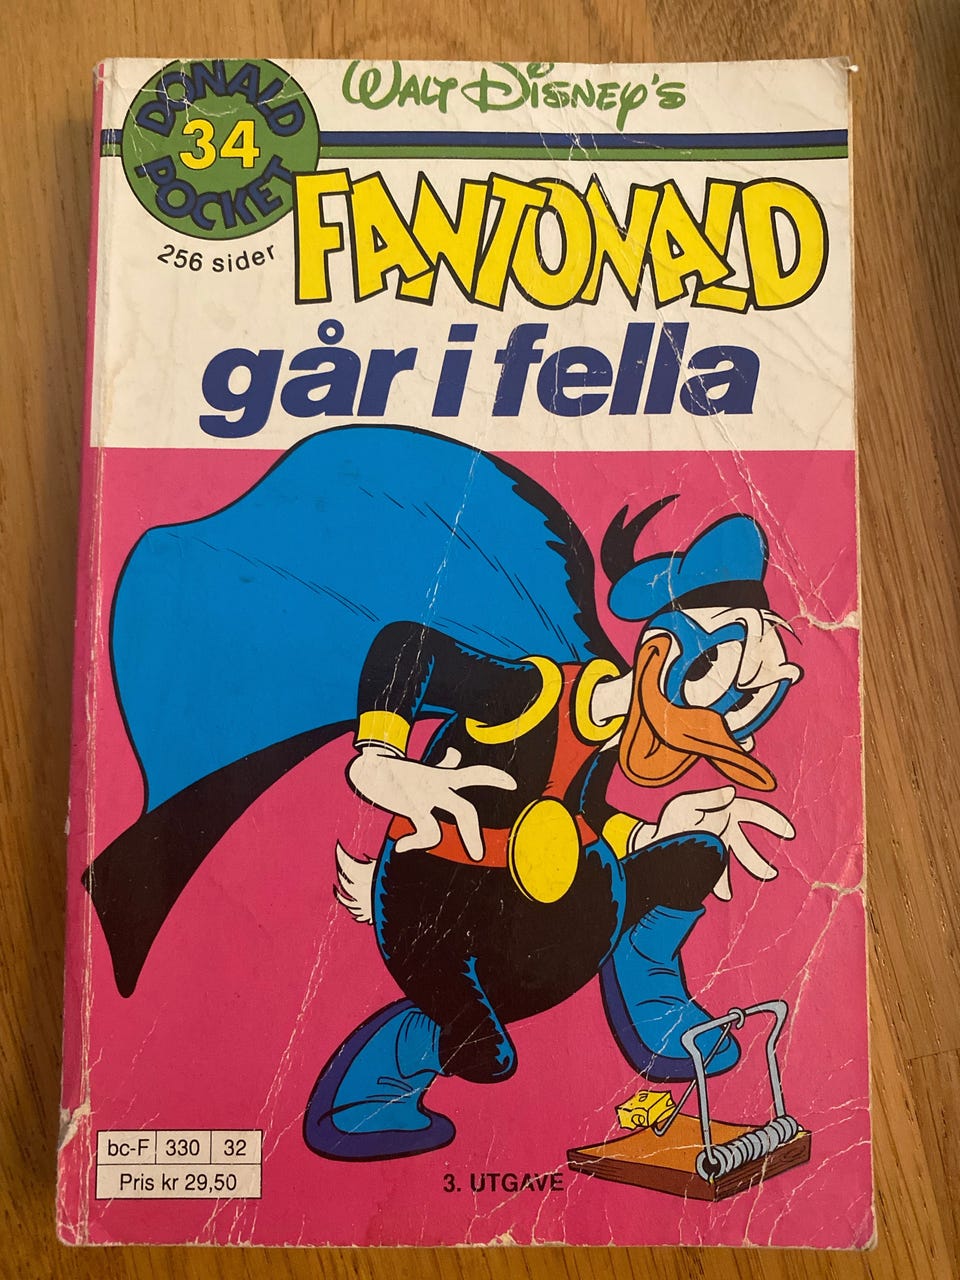 DONALD
34
POCKET
WALT DISNEY'S
256 sider
FANTONALD
går i fella
bc-F 330 32
Pris kr 29,50
3. UTGAVE